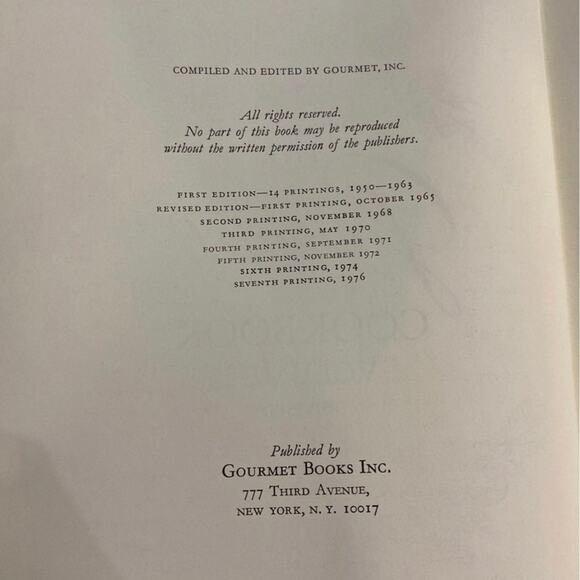 COMPILED AND EDITED BY GOURMET, INC.
All rights reserved.
No part of this book may be reproduced
without the written permission of the publishers.
FIRST EDITION—14 PRINTINGS, 1950—1963
REVISED EDITION—FIRST PRINTING, OCTOBER 1965
SECOND PRINTING, NOVEMBER 1968
THIRD PRINTING, MAY 1970
FOURTH PRINTING, SEPTEMBER 1971
FIFTH PRINTING, NOVEMBER 1972
SIXTH PRINTING, 1974
SEVENTH PRINTING, 1976
COOKBOOK
Published by
GOURMET BOOKS INC.
777 THIRD AVENUE,
NEW YORK, N. Y. 10017